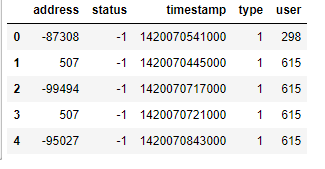 address status timestamp type user
0 -87308 -1 1420070541000 1 298
1 507 -1 1420070445000 1 615
2 -99494 -1 1420070717000 1 615
3 507 -1 1420070721000 1 615
4 -95027 -1 1420070843000 1 615